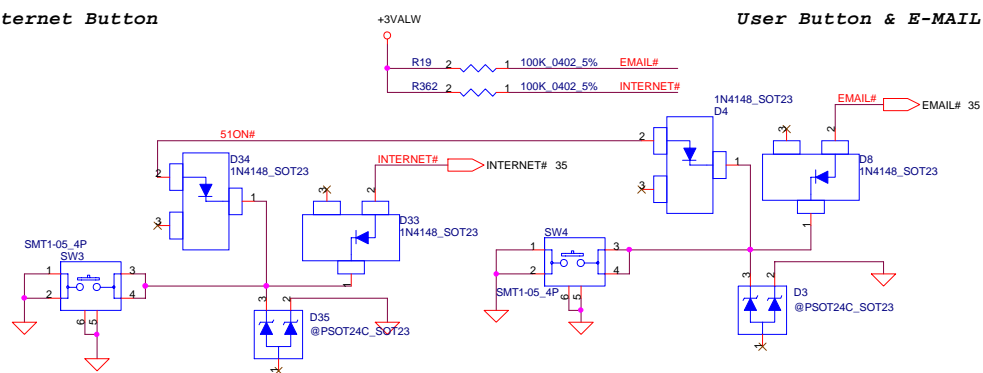 ternet Button
User Button & E-MAIL
+3VALW
R19 2 1 100K_0402_5% EMAIL#
R362 2 1 100K_0402_5% INTERNET#
1N4148_SOT23
D4
EMAIL# EMAIL# 35
51ON#
2
3
1
3
2
D8
1N4148_SOT23
1
D34
1N4148_SOT23
2
3
1
INTERNET# INTERNET# 35
3
2
D33
1N4148_SOT23
1
SMT1-05_4P
SW3
1
2
3
4
6
5
SW4
1
2
3
4
SMT1-05_4P
6
5
3
2
D35
@PSOT24C_SOT23
1
3
2
D3
@PSOT24C_SOT23
1